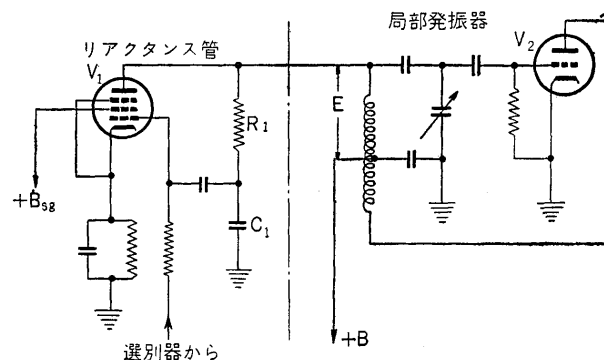 リアクタンス管
V₁
局部発振器
V₂
E
R₁
+Bsg
C₁
+B
選別器から